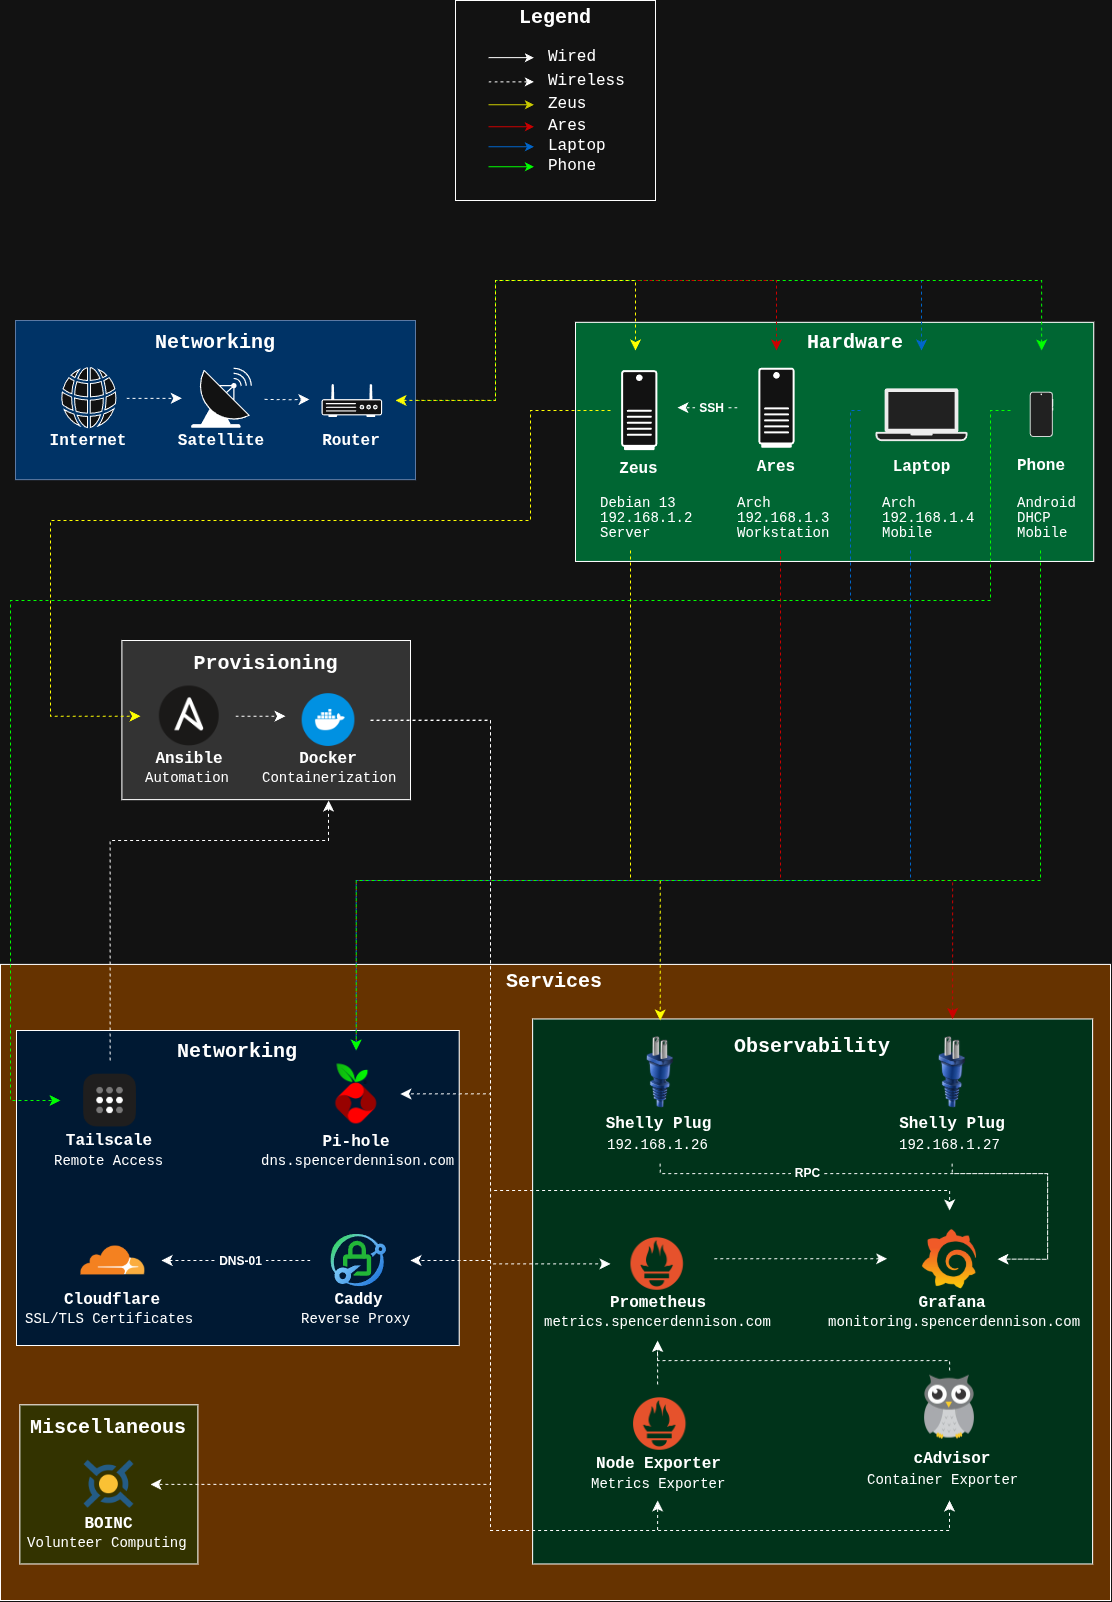 Legend
Wired
Wireless
Zeus
Ares
Laptop
Phone
Networking
Internet
Satellite
Router
Hardware
SSH
Zeus
Ares
Laptop
Phone
Debian 13
192.168.1.2
Server
Arch
192.168.1.3
Workstation
Arch
192.168.1.4
Mobile
Android
DHCP
Mobile
Provisioning
Ansible
Automation
Docker
Containerization
Services
Networking
Tailscale
Remote Access
Pi-hole
dns.spencerdennison.com
DNS-01
Cloudflare
SSL/TLS Certificates
Caddy
Reverse Proxy
Observability
Shelly Plug
192.168.1.26
Shelly Plug
192.168.1.27
RPC
Prometheus
metrics.spencerdennison.com
Grafana
monitoring.spencerdennison.com
Node Exporter
Metrics Exporter
cAdvisor
Container Exporter
Miscellaneous
BOINC
Volunteer Computing